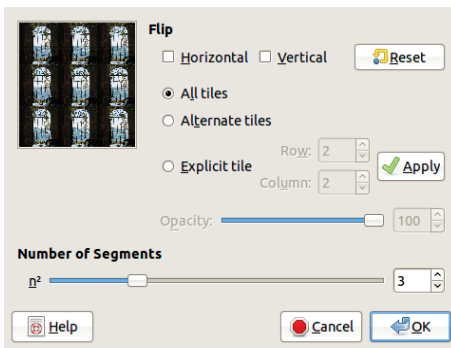 Flip
Horizontal Vertical Reset
All tiles
Alternate tiles
Explicit tile
Row: 2
Column: 2
Apply
Opacity: 100
Number of Segments
n² 3
Help Cancel OK